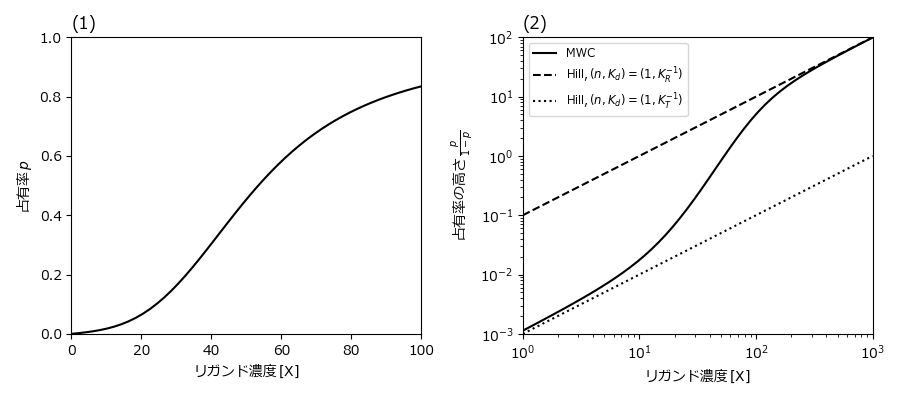 (1)
1.0
0.8
0.6
0.4
0.2
0.0
占有率 p
0 20 40 60 80 100
リガンド濃度 [X]
(2)
MWC
Hill, (n, K_d) = (1, K_R^{-1})
Hill, (n, K_d) = (1, K_T^{-1})
10^2
10^1
10^0
10^{-1}
10^{-2}
10^{-3}
占有率の高さ \frac{p}{1-p}
10^0 10^1 10^2 10^3
リガンド濃度 [X]